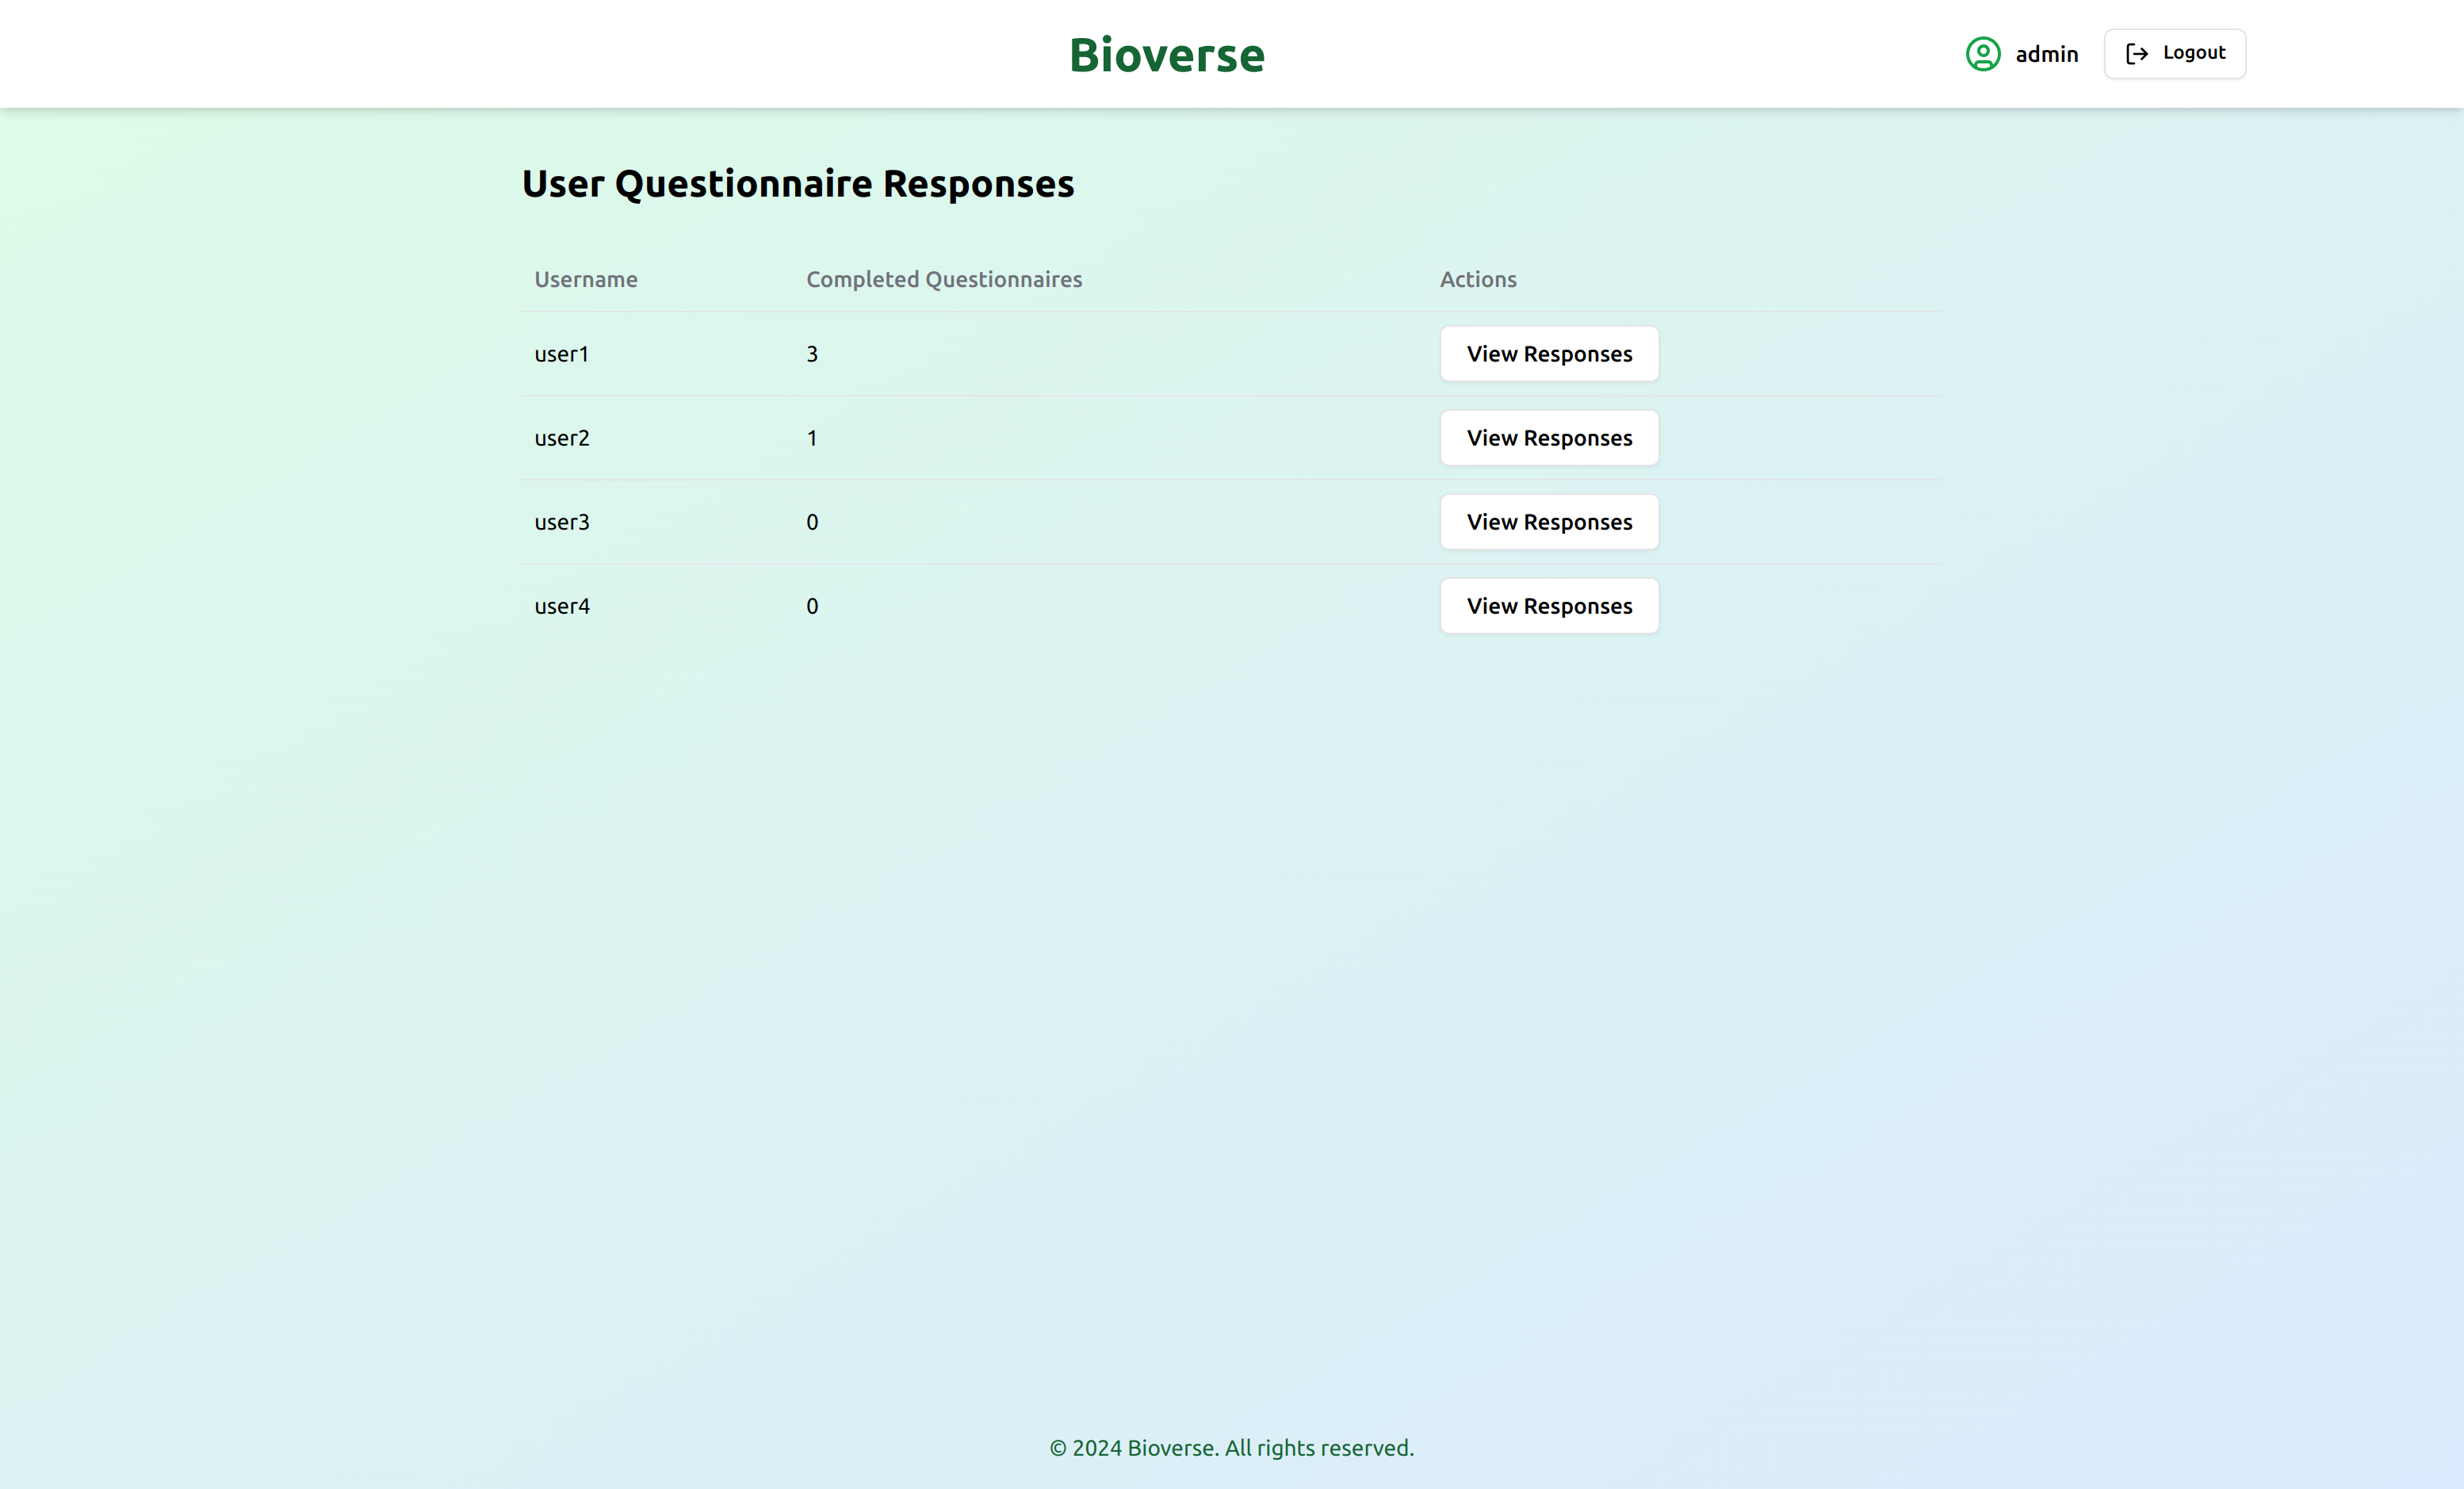 Bioverse
admin
Logout
User Questionnaire Responses
Username Completed Questionnaires Actions
user1 3 View Responses
user2 1 View Responses
user3 0 View Responses
user4 0 View Responses
© 2024 Bioverse. All rights reserved.